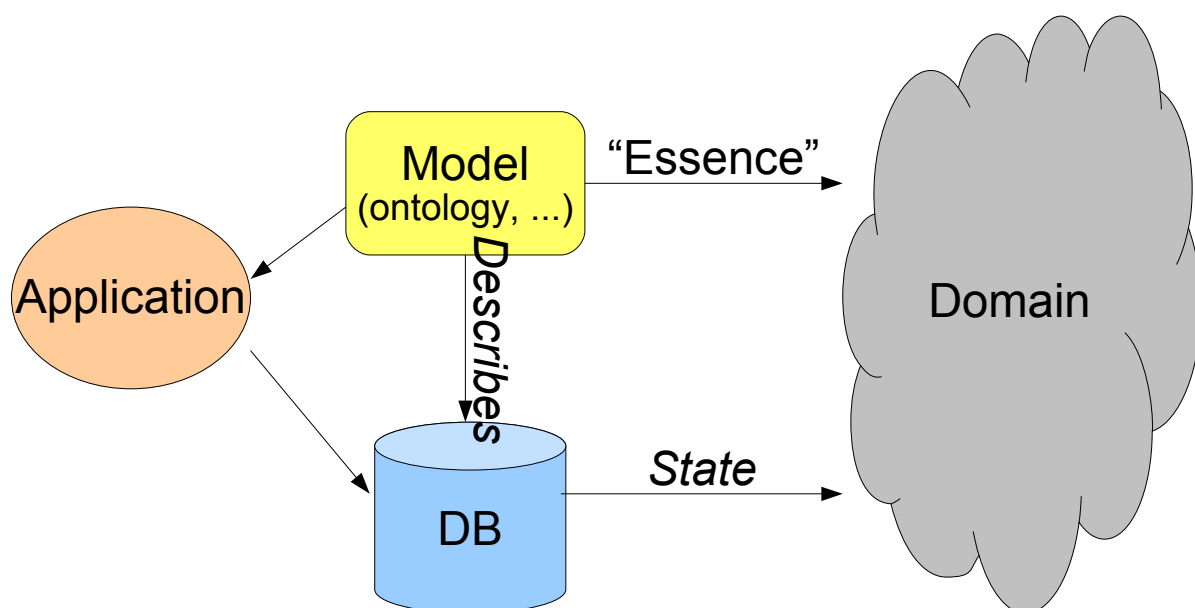 Model
(ontology, ...)
“Essence”
Describes
Application
Domain
State
DB